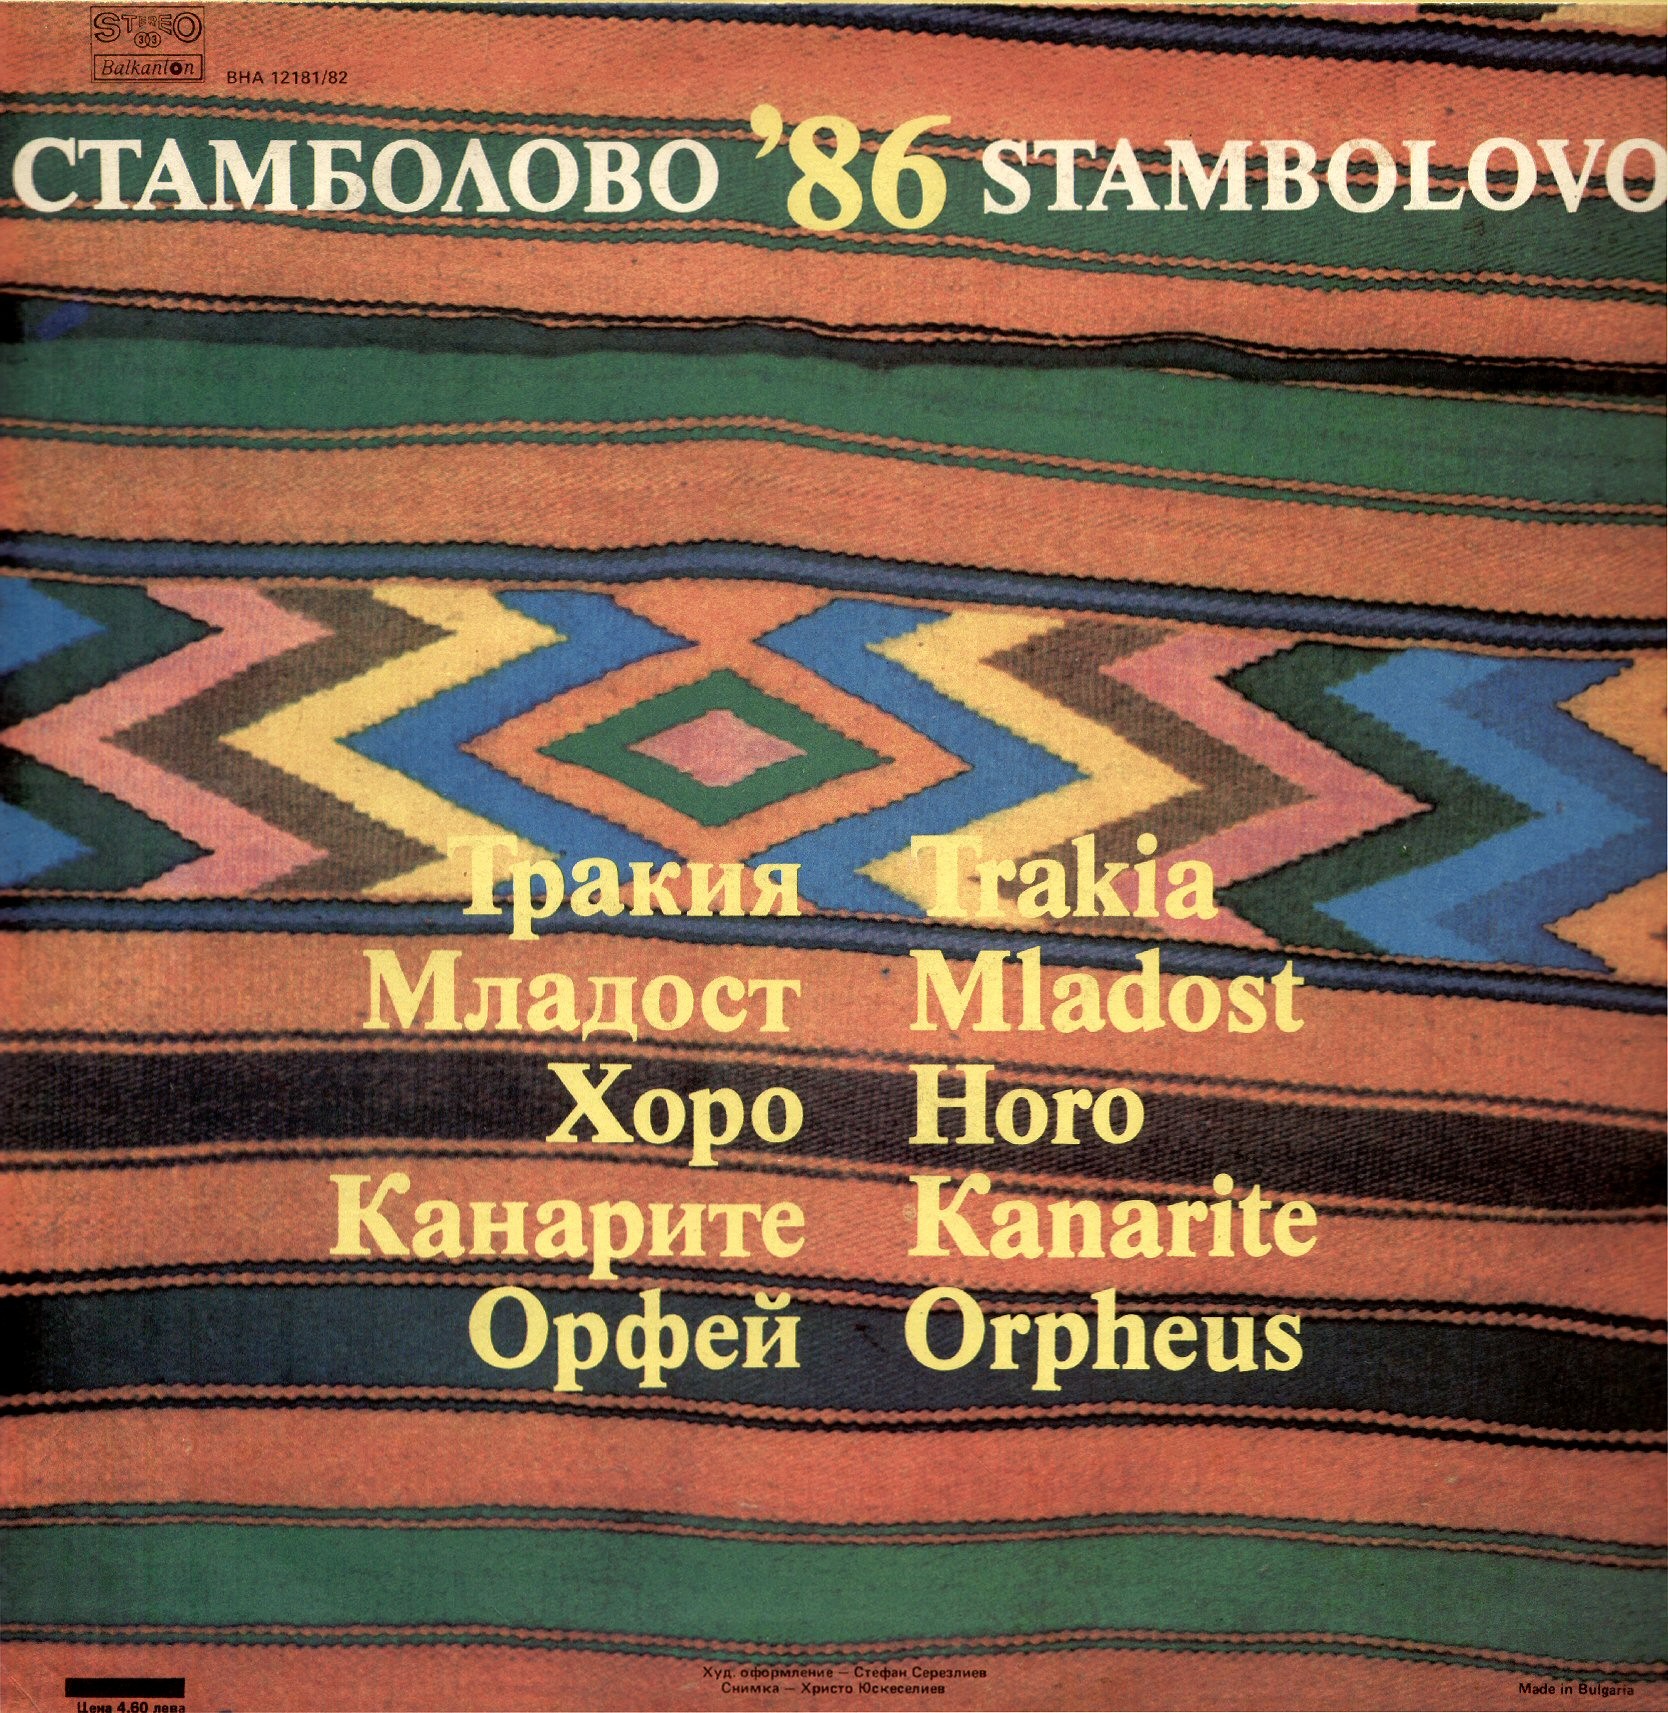 STEREO
303
Balkanton
ВНА 12181/82
СТАМБОЛОВО '86 STAMBOLOVO
Тракия Trakia
Младост Mladost
Хоро Horo
Канарите Kanarite
Орфей Orpheus
Худ. оформление — Стефан Серезлиев
Снимка — Христо Юскеселиев
Made in Bulgaria
Цена 4,60 лева